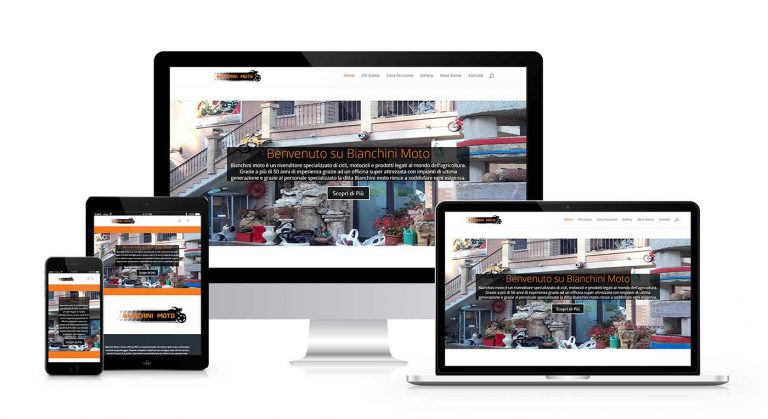 BIANCHINI MOTO
Home Chi Siamo Cosa Facciamo Gallery Dove Siamo Contatti
Benvenuto su Bianchini Moto
Bianchini moto è un rivenditore specializzato di cicli, motocicli e prodotti legati al mondo dell'agricoltura.
Grazie a più di 50 anni di esperienza grazie ad un officina super attrezzata con impianti di ultima
generazione e grazie al personale specializzato la ditta Bianchini moto riesce a soddisfare ogni esigenza.
Scopri di Più
BIANCHINI MOTO
Scopri di Più
BIANCHINI MOTO
Scopri di Più
BIANCHINI MOTO
Home Chi Siamo Cosa Facciamo Gallery Dove Siamo Contatti
Benvenuto su Bianchini Moto
Bianchini moto è un rivenditore specializzato di cicli, motocicli e prodotti legati al mondo dell'agricoltura.
Grazie a più di 50 anni di esperienza grazie ad un officina super attrezzata con impianti di ultima
generazione e grazie al personale specializzato la ditta Bianchini moto riesce a soddisfare ogni esigenza.
Scopri di Più